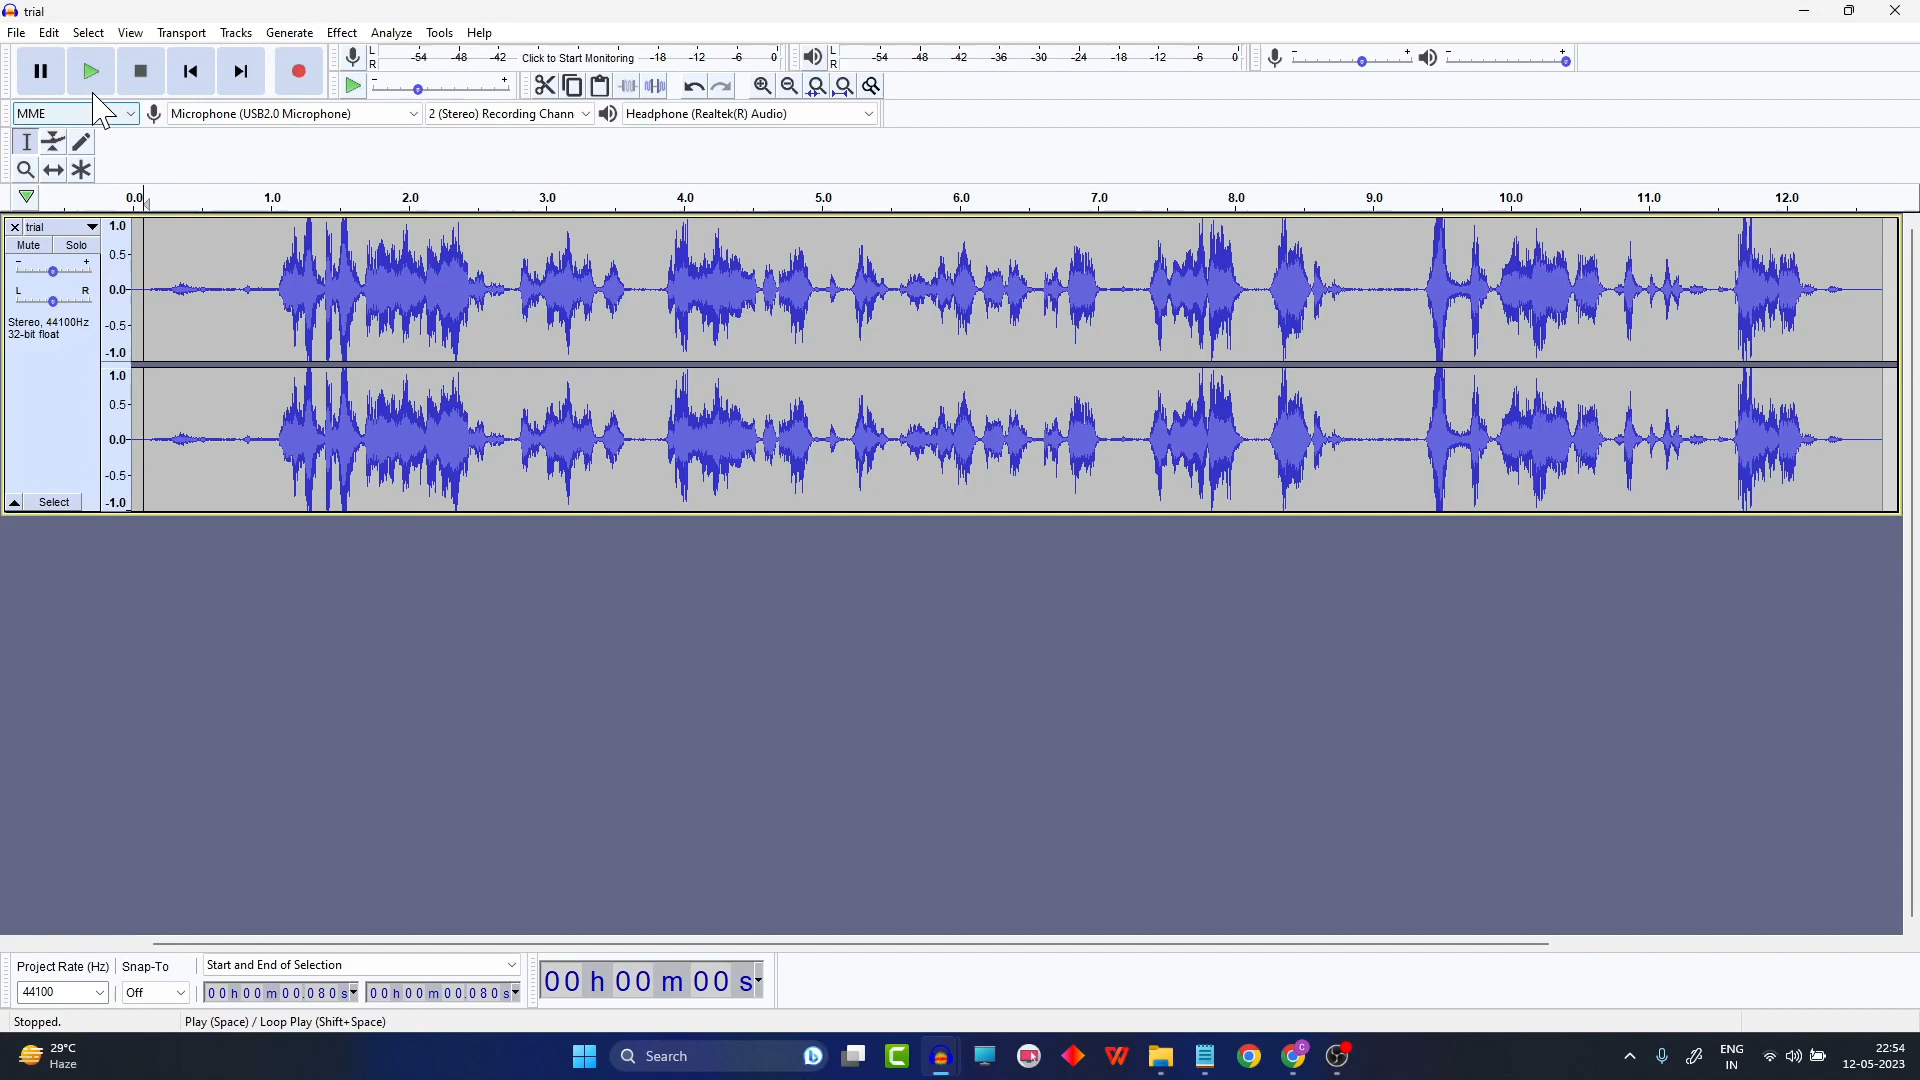 trial
File Edit Select View Transport Tracks Generate Effect Analyze Tools Help
L R -54 -48 -42 Click to Start Monitoring -18 -12 -6 0 L R -54 -48 -42 -36 -30 -24 -18 -12 -6 0 - + - +
- +
MME Microphone (USB2.0 Microphone) 2 (Stereo) Recording Chann Headphone (Realtek(R) Audio)
0.0 1.0 2.0 3.0 4.0 5.0 6.0 7.0 8.0 9.0 10.0 11.0 12.0
trial 1.0
Mute Solo 0.5-
- + 0.0-
L R -0.5-
Stereo, 44100Hz
32-bit float
-1.0
1.0
0.5-
0.0-
-0.5-
Select -1.0
Project Rate (Hz) Snap-To Start and End of Selection
44100 Off 00 h 00 m 00.080 s 00 h 00 m 00.080 s 00 h 00 m 00 s
Stopped. Play (Space) / Loop Play (Shift+Space)
29°C
Haze
Search
ENG
IN
22:54
12-05-2023